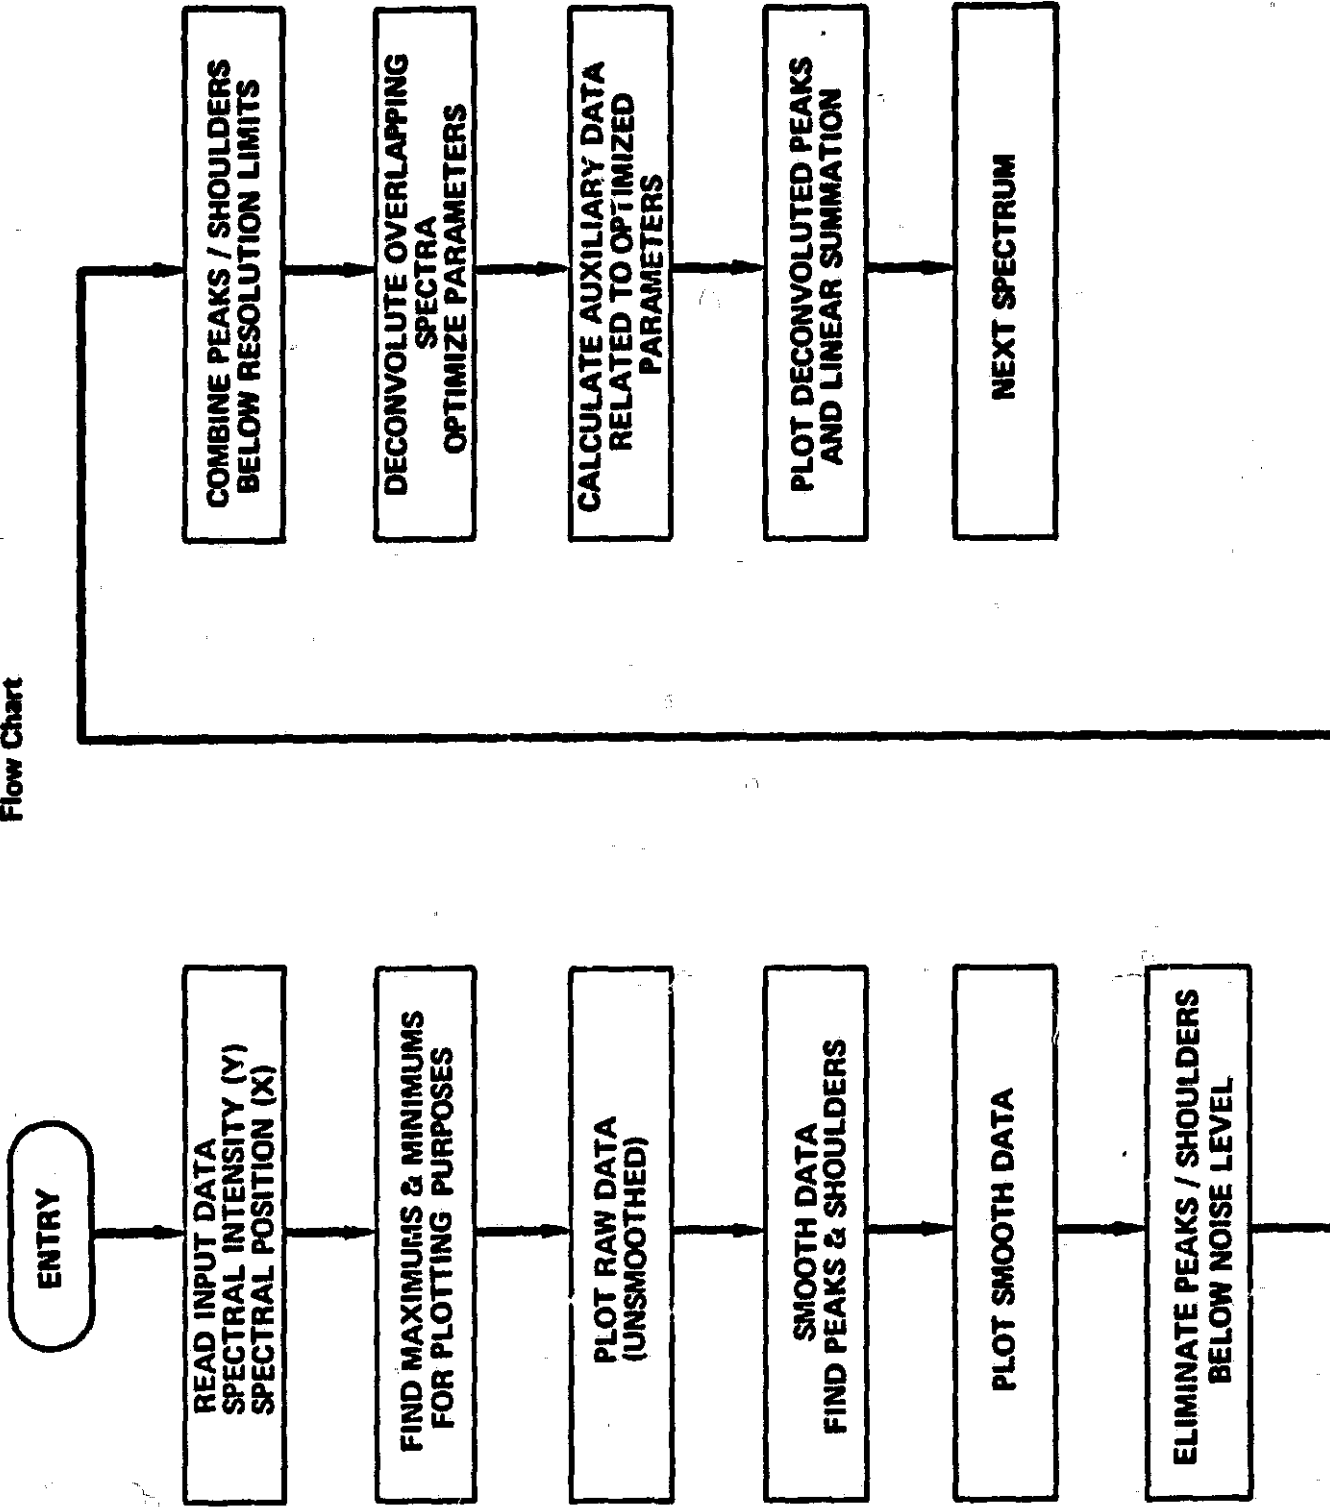 Flow Chart
ENTRY
READ INPUT DATA
SPECTRAL INTENSITY (Y)
SPECTRAL POSITION (X)
FIND MAXIMUMS & MINIMUMS
FOR PLOTTING PURPOSES
PLOT RAW DATA
(UNSMOOTHED)
SMOOTH DATA
FIND PEAKS & SHOULDERS
PLOT SMOOTH DATA
ELIMINATE PEAKS / SHOULDERS
BELOW NOISE LEVEL
COMBINE PEAKS / SHOULDERS
BELOW RESOLUTION LIMITS
DECONVOLUTE OVERLAPPING
SPECTRA
OPTIMIZE PARAMETERS
CALCULATE AUXILIARY DATA
RELATED TO OPTIMIZED
PARAMETERS
PLOT DECONVOLUTED PEAKS
AND LINEAR SUMMATION
NEXT SPECTRUM